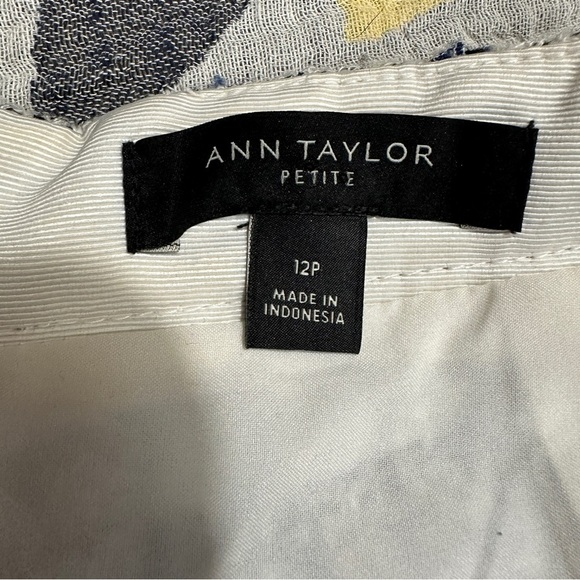 ANN TAYLOR
PETITE
12P
MADE IN
INDONESIA